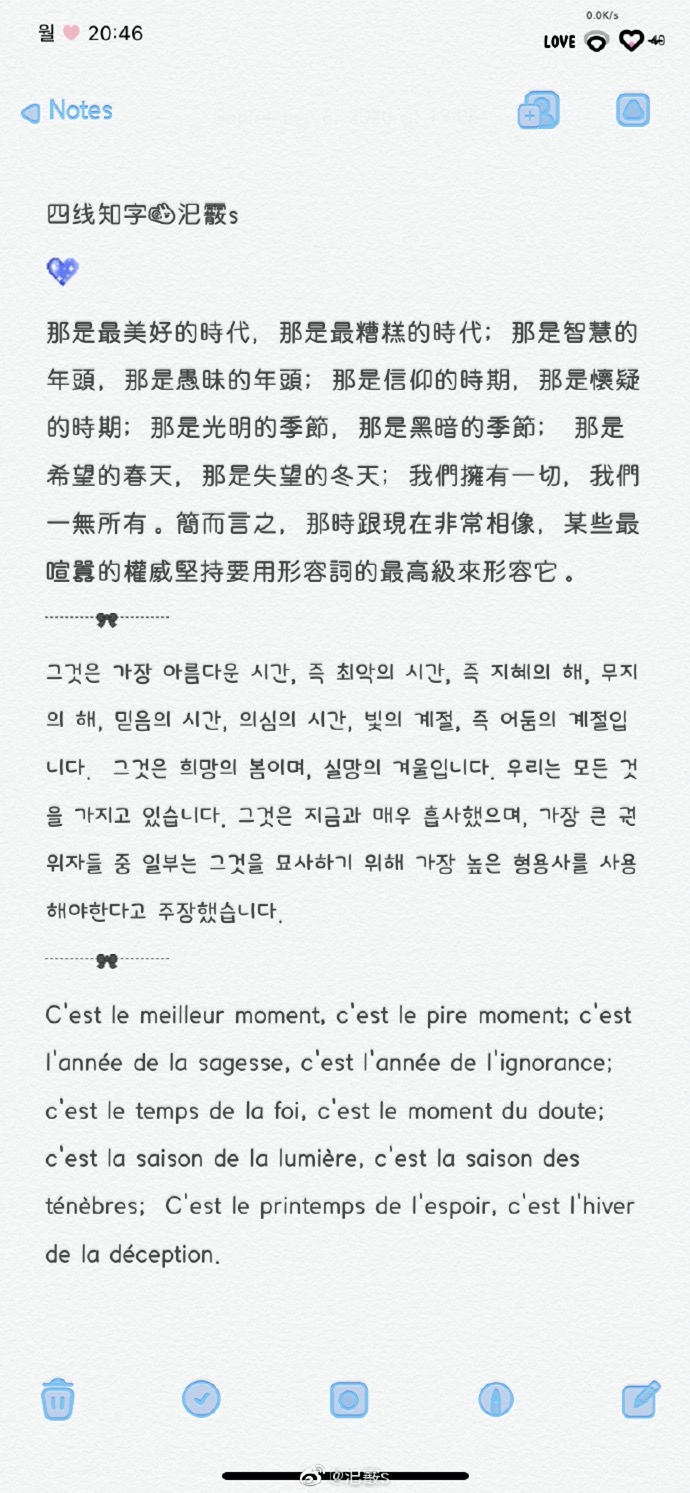 0.0K/s
월 20:46
LOVE
Notes
四线知字 汜霰s
那是最美好的時代，那是最糟糕的時代；那是智慧的
年頭，那是愚昧的年頭；那是信仰的時期，那是懷疑
的時期；那是光明的季節，那是黑暗的季節； 那是
希望的春天，那是失望的冬天；我們擁有一切，我們
一無所有。簡而言之，那時跟現在非常相像，某些最
喧囂的權威堅持要用形容詞的最高級來形容它。
그것은 가장 아름다운 시간, 즉 최악의 시간, 즉 지혜의 해, 무지
의 해, 믿음의 시간, 의심의 시간, 빛의 계절, 즉 어둠의 계절입
니다. 그것은 희망의 봄이며, 실망의 겨울입니다. 우리는 모든 것
을 가지고 있습니다. 그것은 지금과 매우 흡사했으며, 가장 큰 권
위자들 중 일부는 그것을 묘사하기 위해 가장 높은 형용사를 사용
해야한다고 주장했습니다.
C'est le meilleur moment, c'est le pire moment; c'est
l'année de la sagesse, c'est l'année de l'ignorance;
c'est le temps de la foi, c'est le moment du doute;
c'est la saison de la lumière, c'est la saison des
ténèbres; C'est le printemps de l'espoir, c'est l'hiver
de la déception.